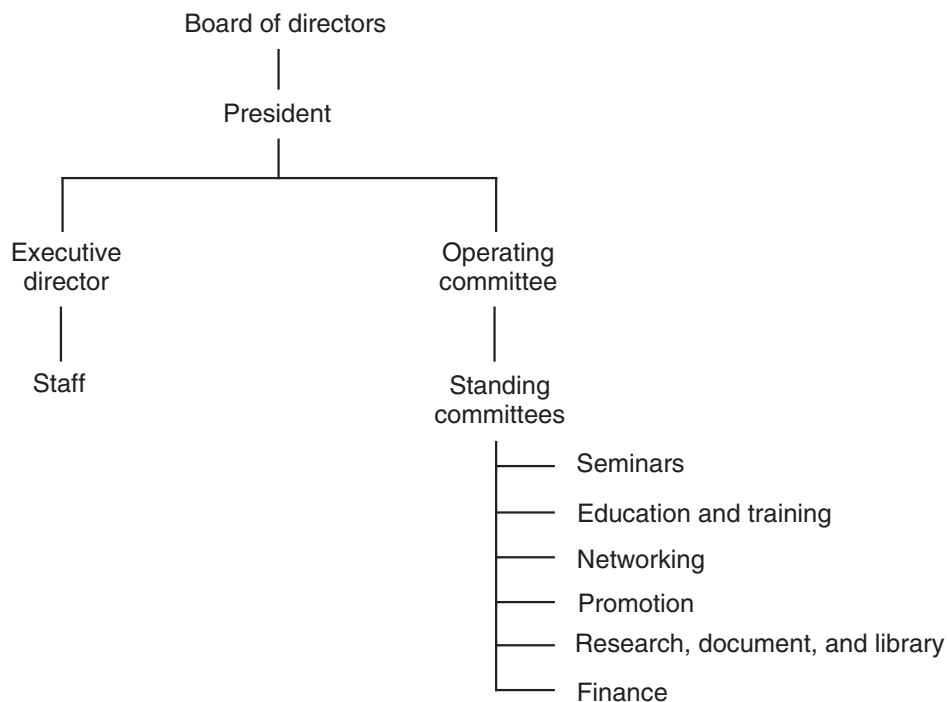 Board of directors
President
Executive
director
Operating
committee
Staff
Standing
committees
Seminars
Education and training
Networking
Promotion
Research, document, and library
Finance